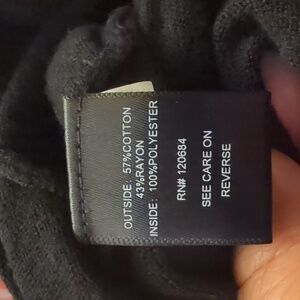 OUTSIDE: 57%COTTON
43%RAYON
INSIDE: 100%POLYESTER
RN# 120684
SEE CARE ON
REVERSE